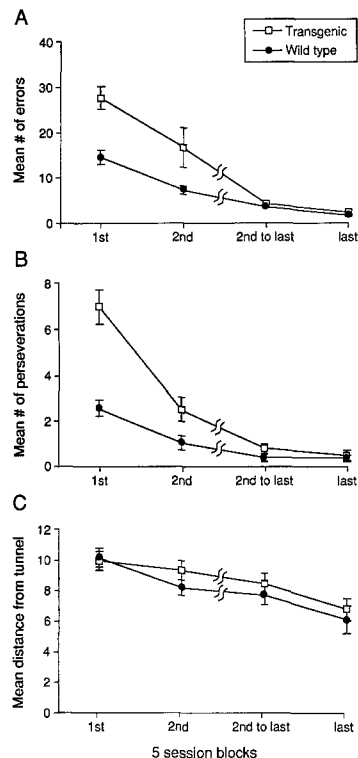 A
Transgenic
Wild type
Mean # of errors
40
30
20
10
0
1st
2nd
2nd to last
last
B
Mean # of perseverations
8
6
4
2
0
1st
2nd
2nd to last
last
C
Mean distance from tunnel
14
12
10
8
6
4
2
0
1st
2nd
2nd to last
last
5 session blocks